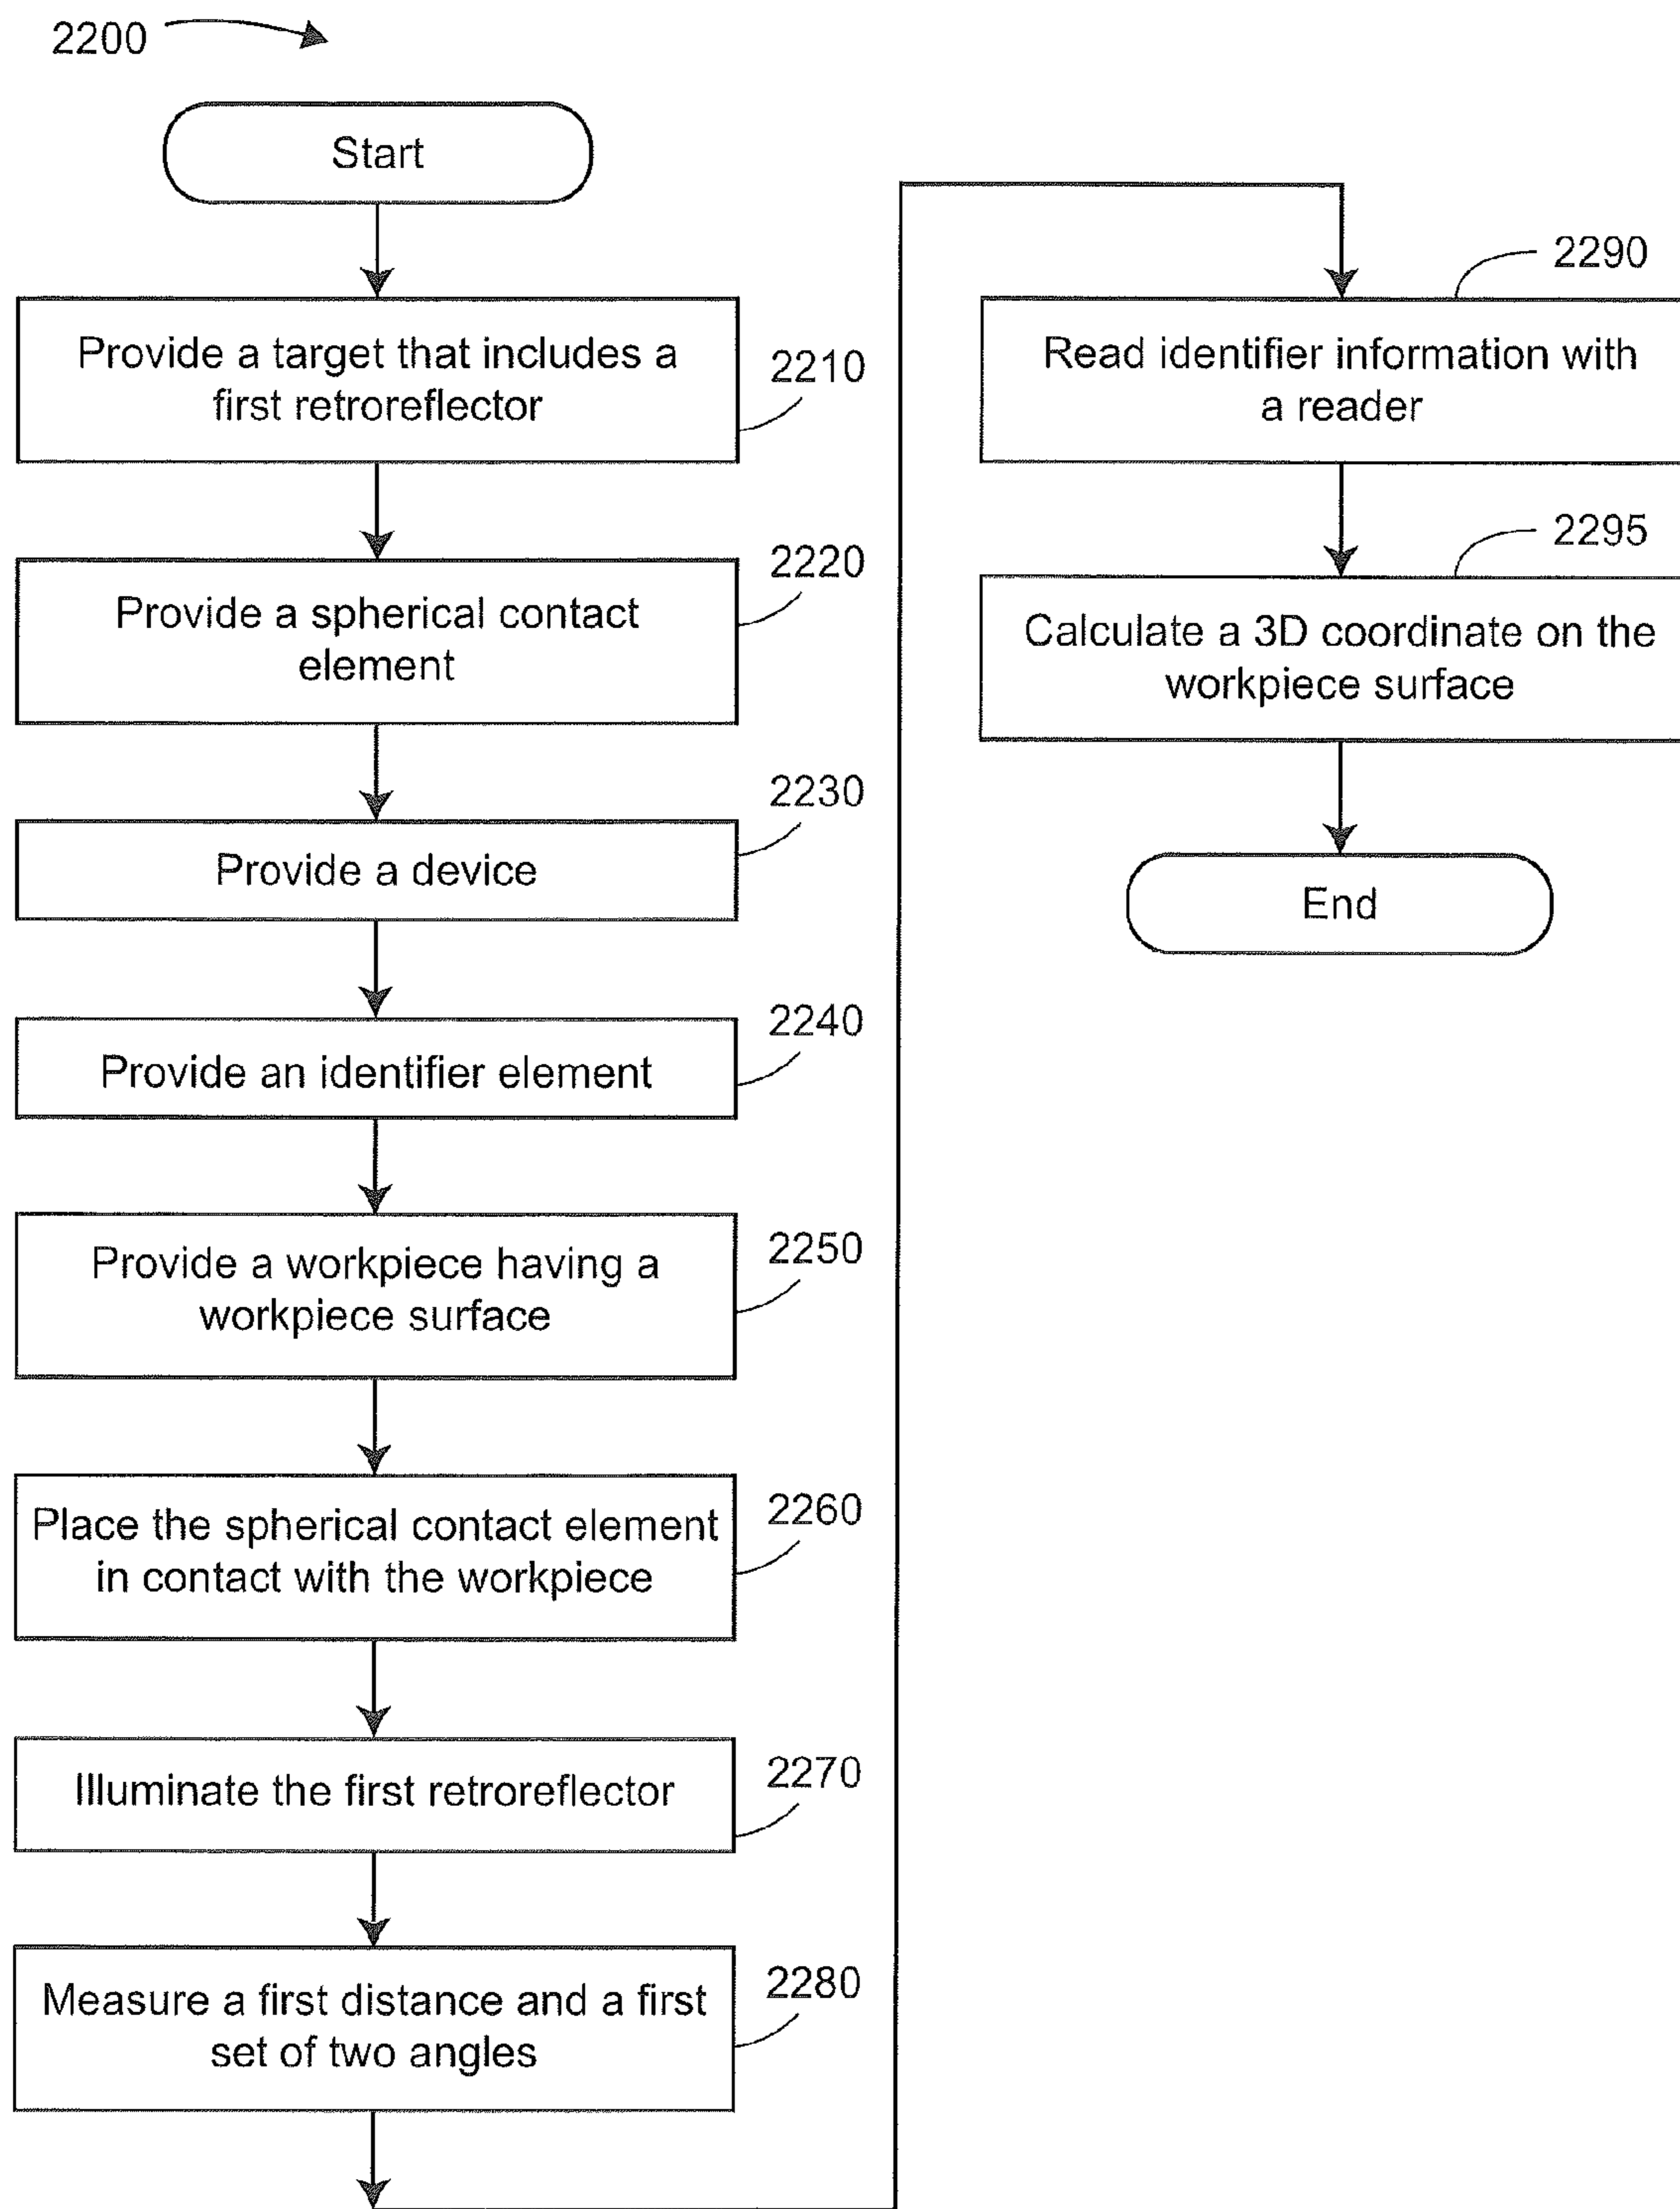 2200
Start
Provide a target that includes a
first retroreflector
2210
Provide a spherical contact
element
2220
Provide a device
2230
Provide an identifier element
2240
Provide a workpiece having a
workpiece surface
2250
Place the spherical contact element
in contact with the workpiece
2260
Illuminate the first retroreflector
2270
Measure a first distance and a first
set of two angles
2280
2290
Read identifier information with
a reader
2295
Calculate a 3D coordinate on the
workpiece surface
End